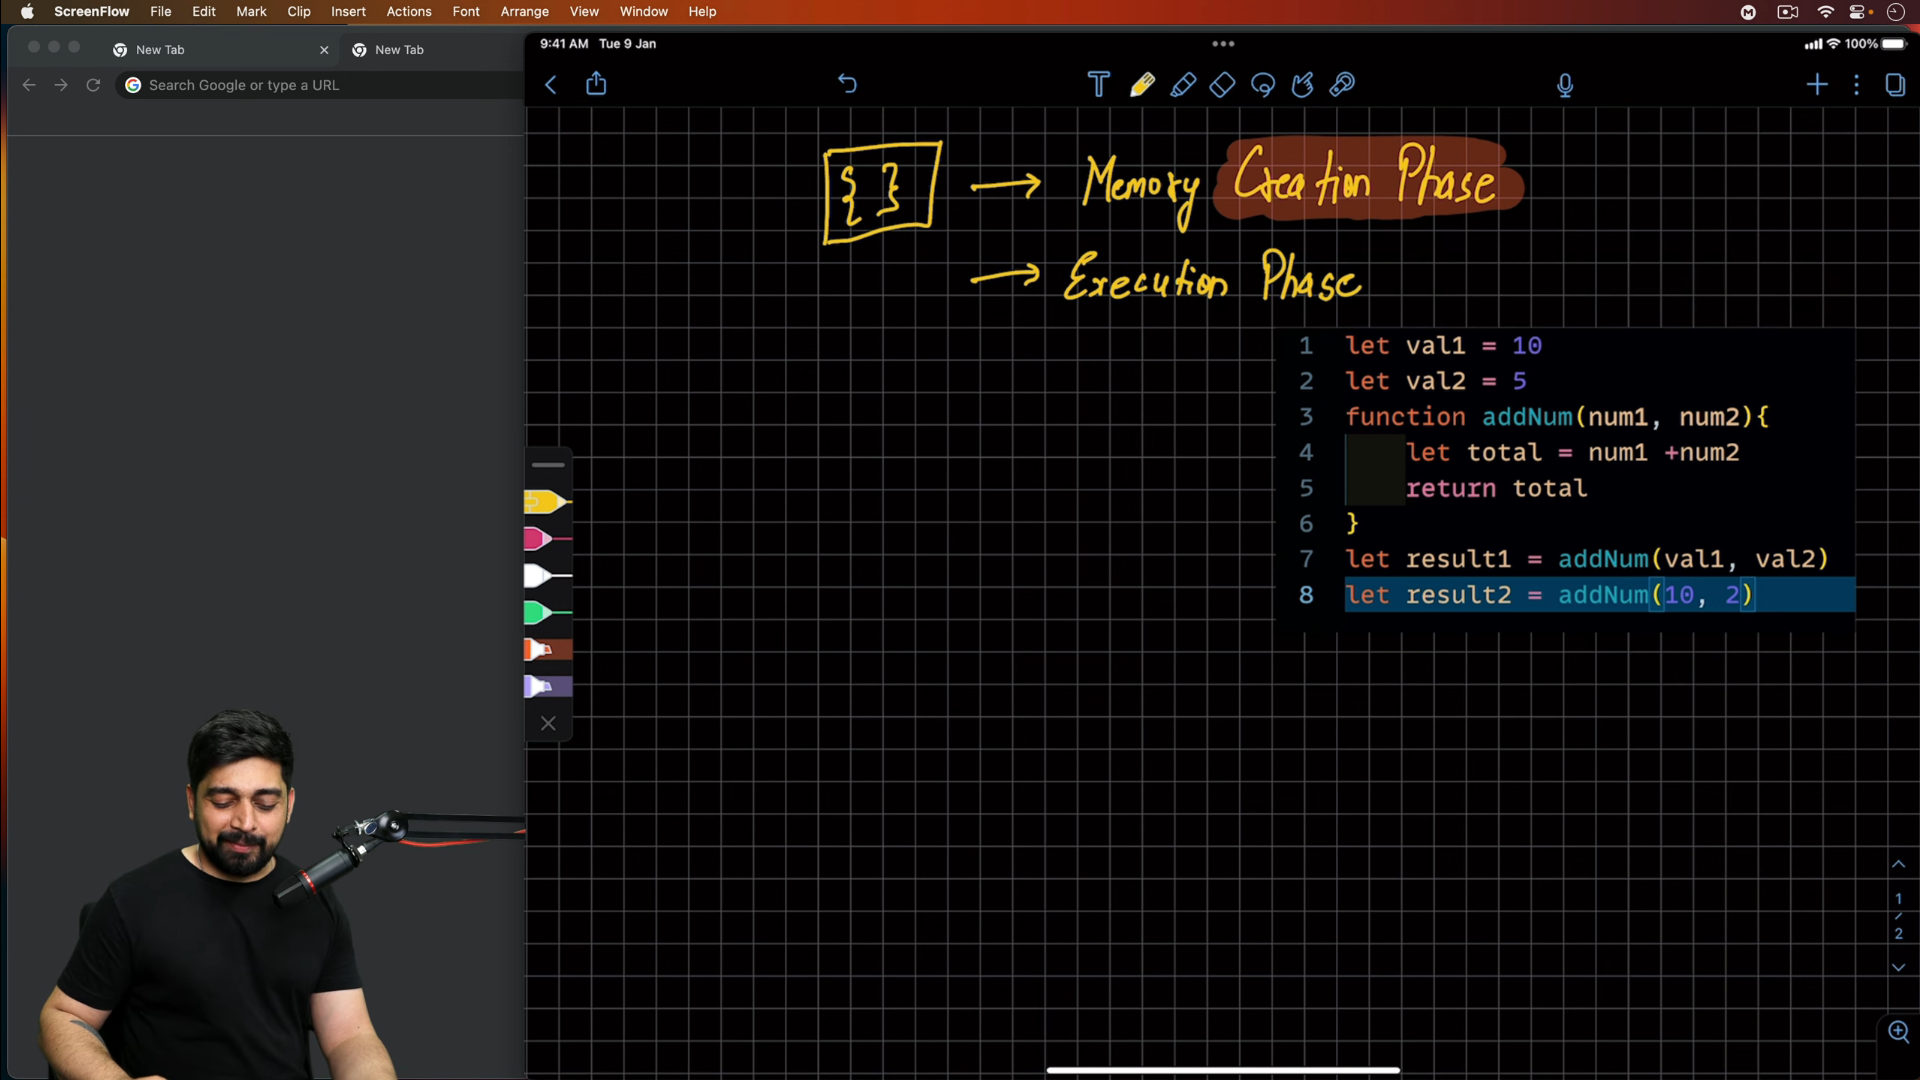 ScreenFlow File Edit Mark Clip Insert Actions Font Arrange View Window Help
New Tab
New Tab
Search Google or type a URL
9:41 AM Tue 9 Jan
100%
{ } → Memory Creation Phase
→ Execution Phase
1 let val1 = 10
2 let val2 = 5
3 function addNum(num1, num2){
4 let total = num1 +num2
5 return total
6 }
7 let result1 = addNum(val1, val2)
8 let result2 = addNum(10, 2)
1
/
2